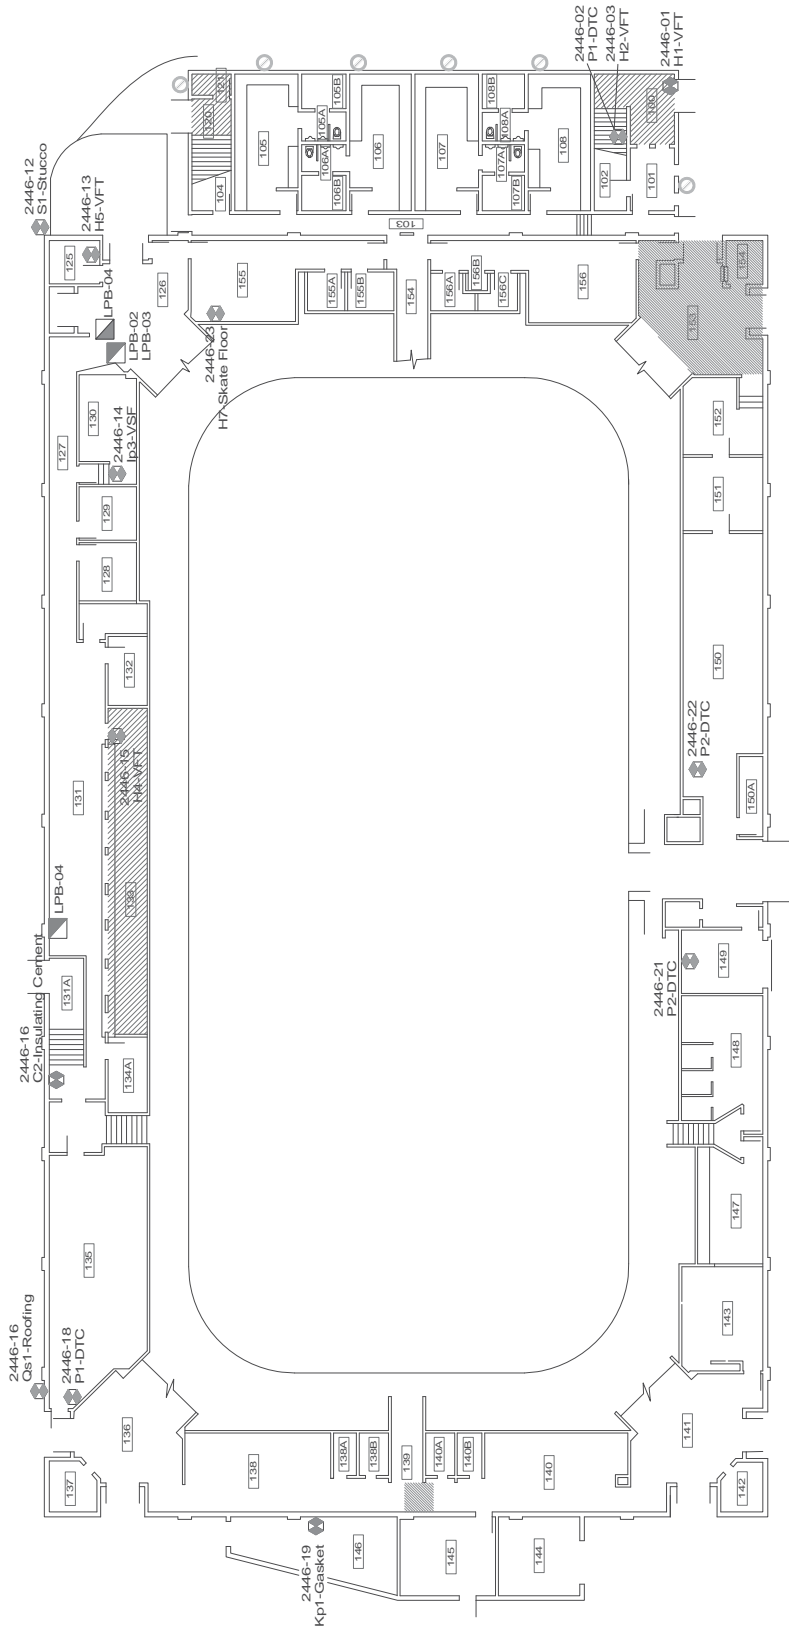 2446-02
P1-DTC
2446-03
H2-VFT
2446-01
H1-VFT
2446-12
S1-Stucco
2446-13
H5-VFT
121
120
105B
105A
108B
108A
100
105
106
107
108
106A
107A
106B
107B
104
102
101
103
125
LPB-04
LPB-02
LPB-03
126
155
155A
155B
154
156A
156B
156C
156
153
154
2446-23
H7-Skate Floor
130
127
2446-14
Ip3-VSF
129
128
152
151
132
150
2446-15
H4-VFT
2446-22
P2-DTC
131
150A
133
LPB-04
131A
2446-16
C2-Insulating Cement
134A
2446-21
P2-DTC
149
148
147
135
2446-16
Qs1-Roofing
2446-18
P1-DTC
143
136
141
138
138A
138B
139
140A
140B
140
137
142
2446-19
Kp1-Gasket
146
145
144